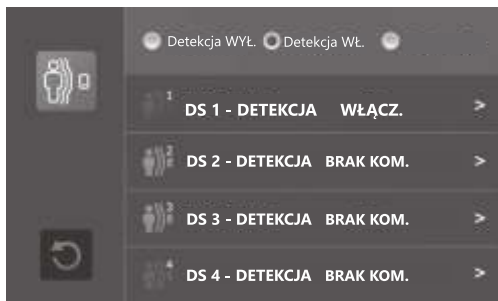 Detekcja WYŁ. Detekcja WŁ.
1 DS 1 - DETEKCJA WŁĄCZ. >
2 DS 2 - DETEKCJA BRAK KOM. >
3 DS 3 - DETEKCJA BRAK KOM. >
4 DS 4 - DETEKCJA BRAK KOM. >